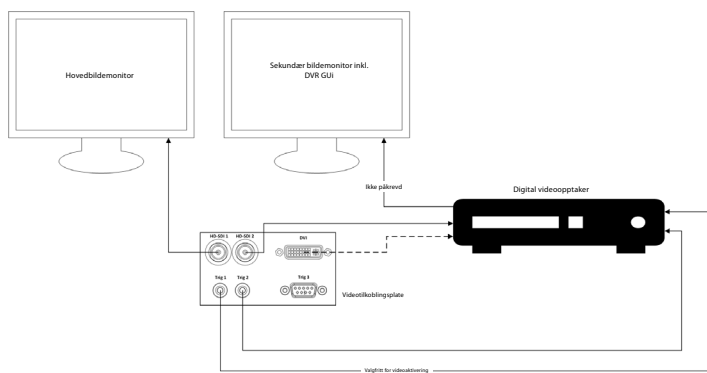 Hovedbildemonitor
Sekundær bildemonitor inkl.
DVR GUi
Ikke påkrevd
Digital videoopptaker
HD-SDI 1
HD-SDI 2
DVI
Trig 1
Trig 2
Trig 3
Videotilkoblingsplate
Valgfritt for videoaktivering